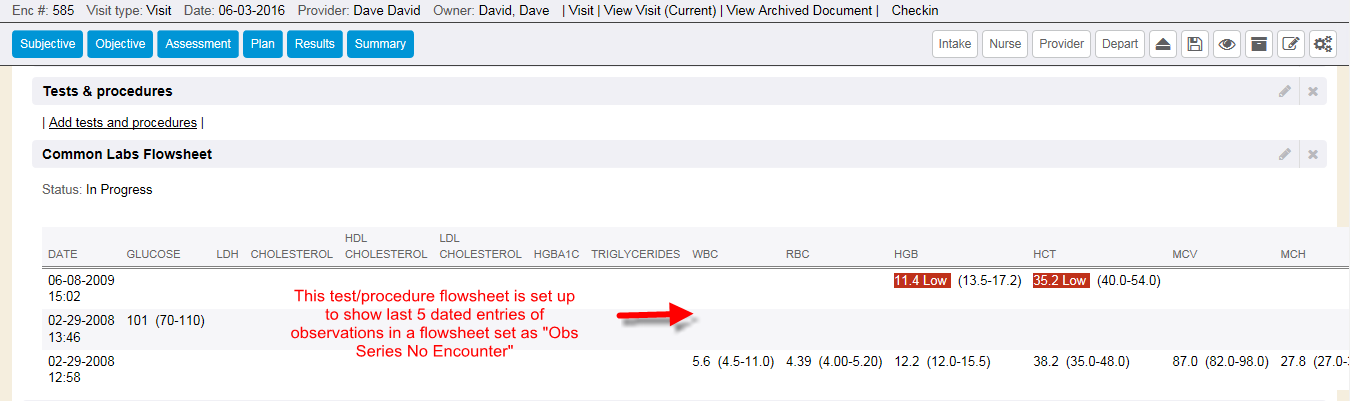 Enc #: 585 Visit type: Visit Date: 06-03-2016 Provider: Dave David Owner: David, Dave | Visit | View Visit (Current) | View Archived Document | Checkin
Subjective Objective Assessment Plan Results Summary Intake Nurse Provider Depart
Tests & procedures
| Add tests and procedures |
Common Labs Flowsheet
Status: In Progress
DATE GLUCOSE LDH CHOLESTEROL HDL CHOLESTEROL LDL CHOLESTEROL HGBA1C TRIGLYCERIDES WBC RBC HGB HCT MCV MCH
06-08-2009 11.4 Low (13.5-17.2) 35.2 Low (40.0-54.0)
15:02
This test/procedure flowsheet is set up
to show last 5 dated entries of
observations in a flowsheet set as "Obs
Series No Encounter"
02-29-2008 101 (70-110)
13:46
02-29-2008 5.6 (4.5-11.0) 4.39 (4.00-5.20) 12.2 (12.0-15.5) 38.2 (35.0-48.0) 87.0 (82.0-98.0) 27.8 (27.0-
12:58